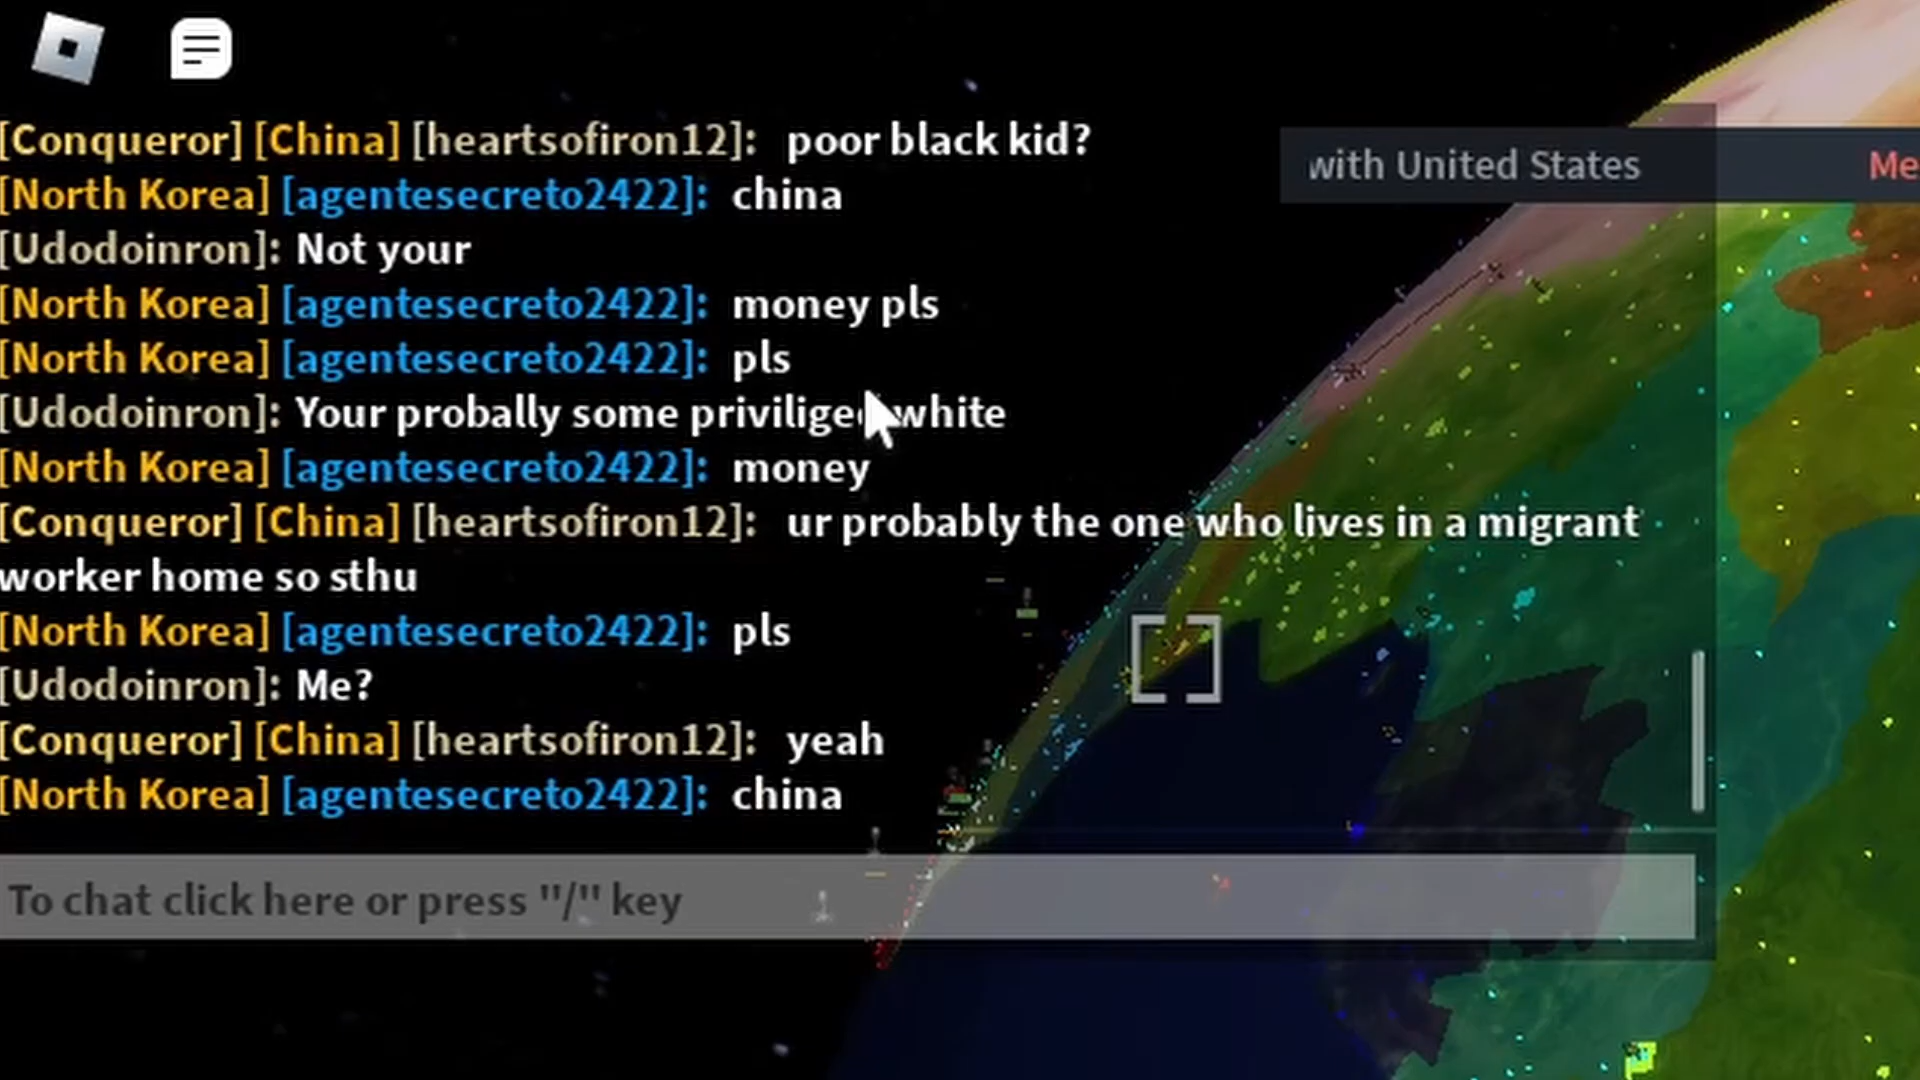 [Conqueror] [China] [heartsofiron12]: poor black kid?
with United States
Me
[North Korea] [agentesecreto2422]: china
[Udodoinron]: Not your
[North Korea] [agentesecreto2422]: money pls
[North Korea] [agentesecreto2422]: pls
[Udodoinron]: Your probally some priviliged white
[North Korea] [agentesecreto2422]: money
[Conqueror] [China] [heartsofiron12]: ur probably the one who lives in a migrant
worker home so sthu
[North Korea] [agentesecreto2422]: pls
[Udodoinron]: Me?
[Conqueror] [China] [heartsofiron12]: yeah
[North Korea] [agentesecreto2422]: china
To chat click here or press "/" key